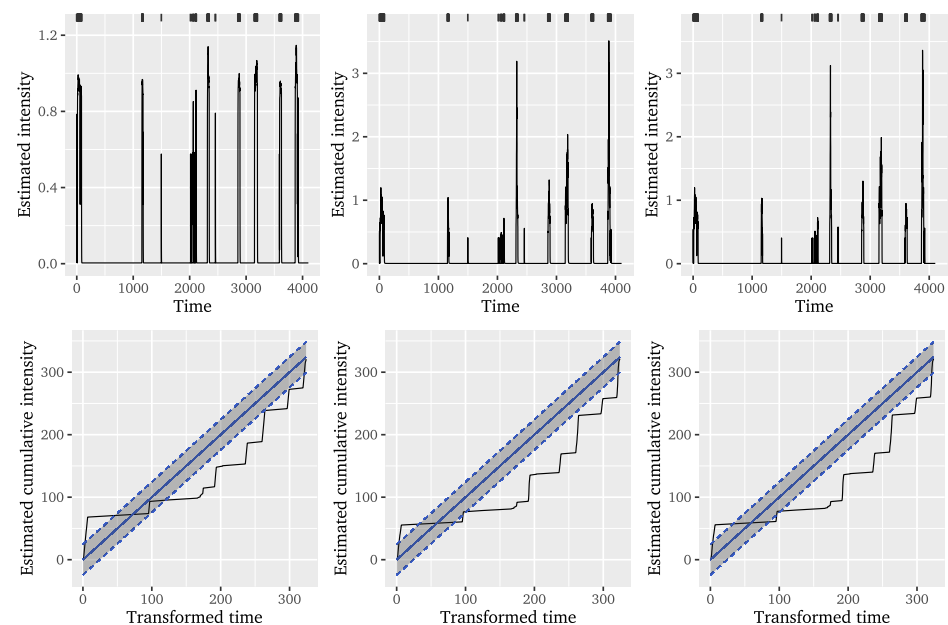 Estimated intensity
1.2
0.8
0.4
0.0
0 1000 2000 3000 4000
Time
Estimated intensity
3
2
1
0
0 1000 2000 3000 4000
Time
Estimated intensity
3
2
1
0
0 1000 2000 3000 4000
Time
Estimated cumulative intensity
300
200
100
0
0 100 200 300
Transformed time
Estimated cumulative intensity
300
200
100
0
0 100 200 300
Transformed time
Estimated cumulative intensity
300
200
100
0
0 100 200 300
Transformed time